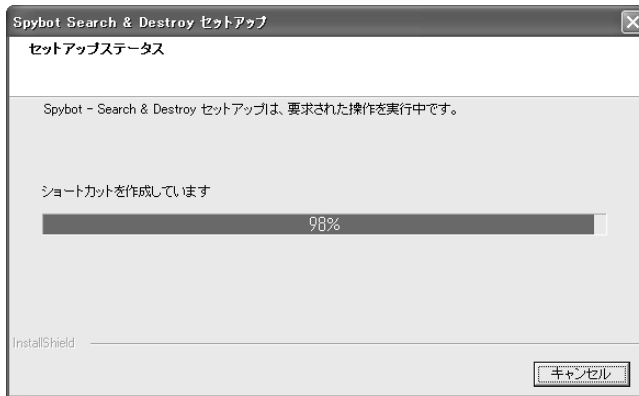 Spybot Search & Destroy セットアップ
セットアップステータス
Spybot - Search & Destroy セットアップは、要求された操作を実行中です。
ショートカットを作成しています
98%
InstallShield
キャンセル